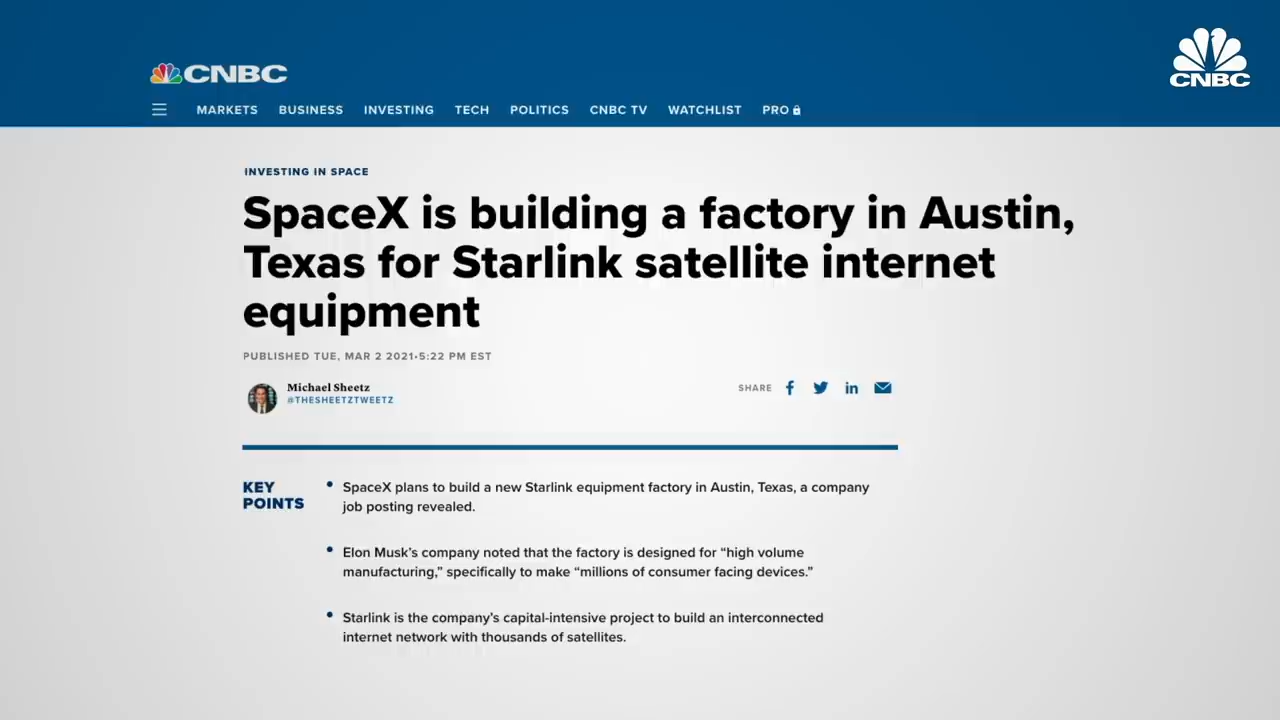 CNBC
CNBC
MARKETS BUSINESS INVESTING TECH POLITICS CNBC TV WATCHLIST PRO
INVESTING IN SPACE
SpaceX is building a factory in Austin,
Texas for Starlink satellite internet
equipment
PUBLISHED TUE, MAR 2 2021•5:22 PM EST
Michael Sheetz
@THESHEETZTWEETZ
SHARE
KEY
POINTS
• SpaceX plans to build a new Starlink equipment factory in Austin, Texas, a company
job posting revealed.
• Elon Musk’s company noted that the factory is designed for “high volume
manufacturing,” specifically to make “millions of consumer facing devices.”
• Starlink is the company’s capital-intensive project to build an interconnected
internet network with thousands of satellites.